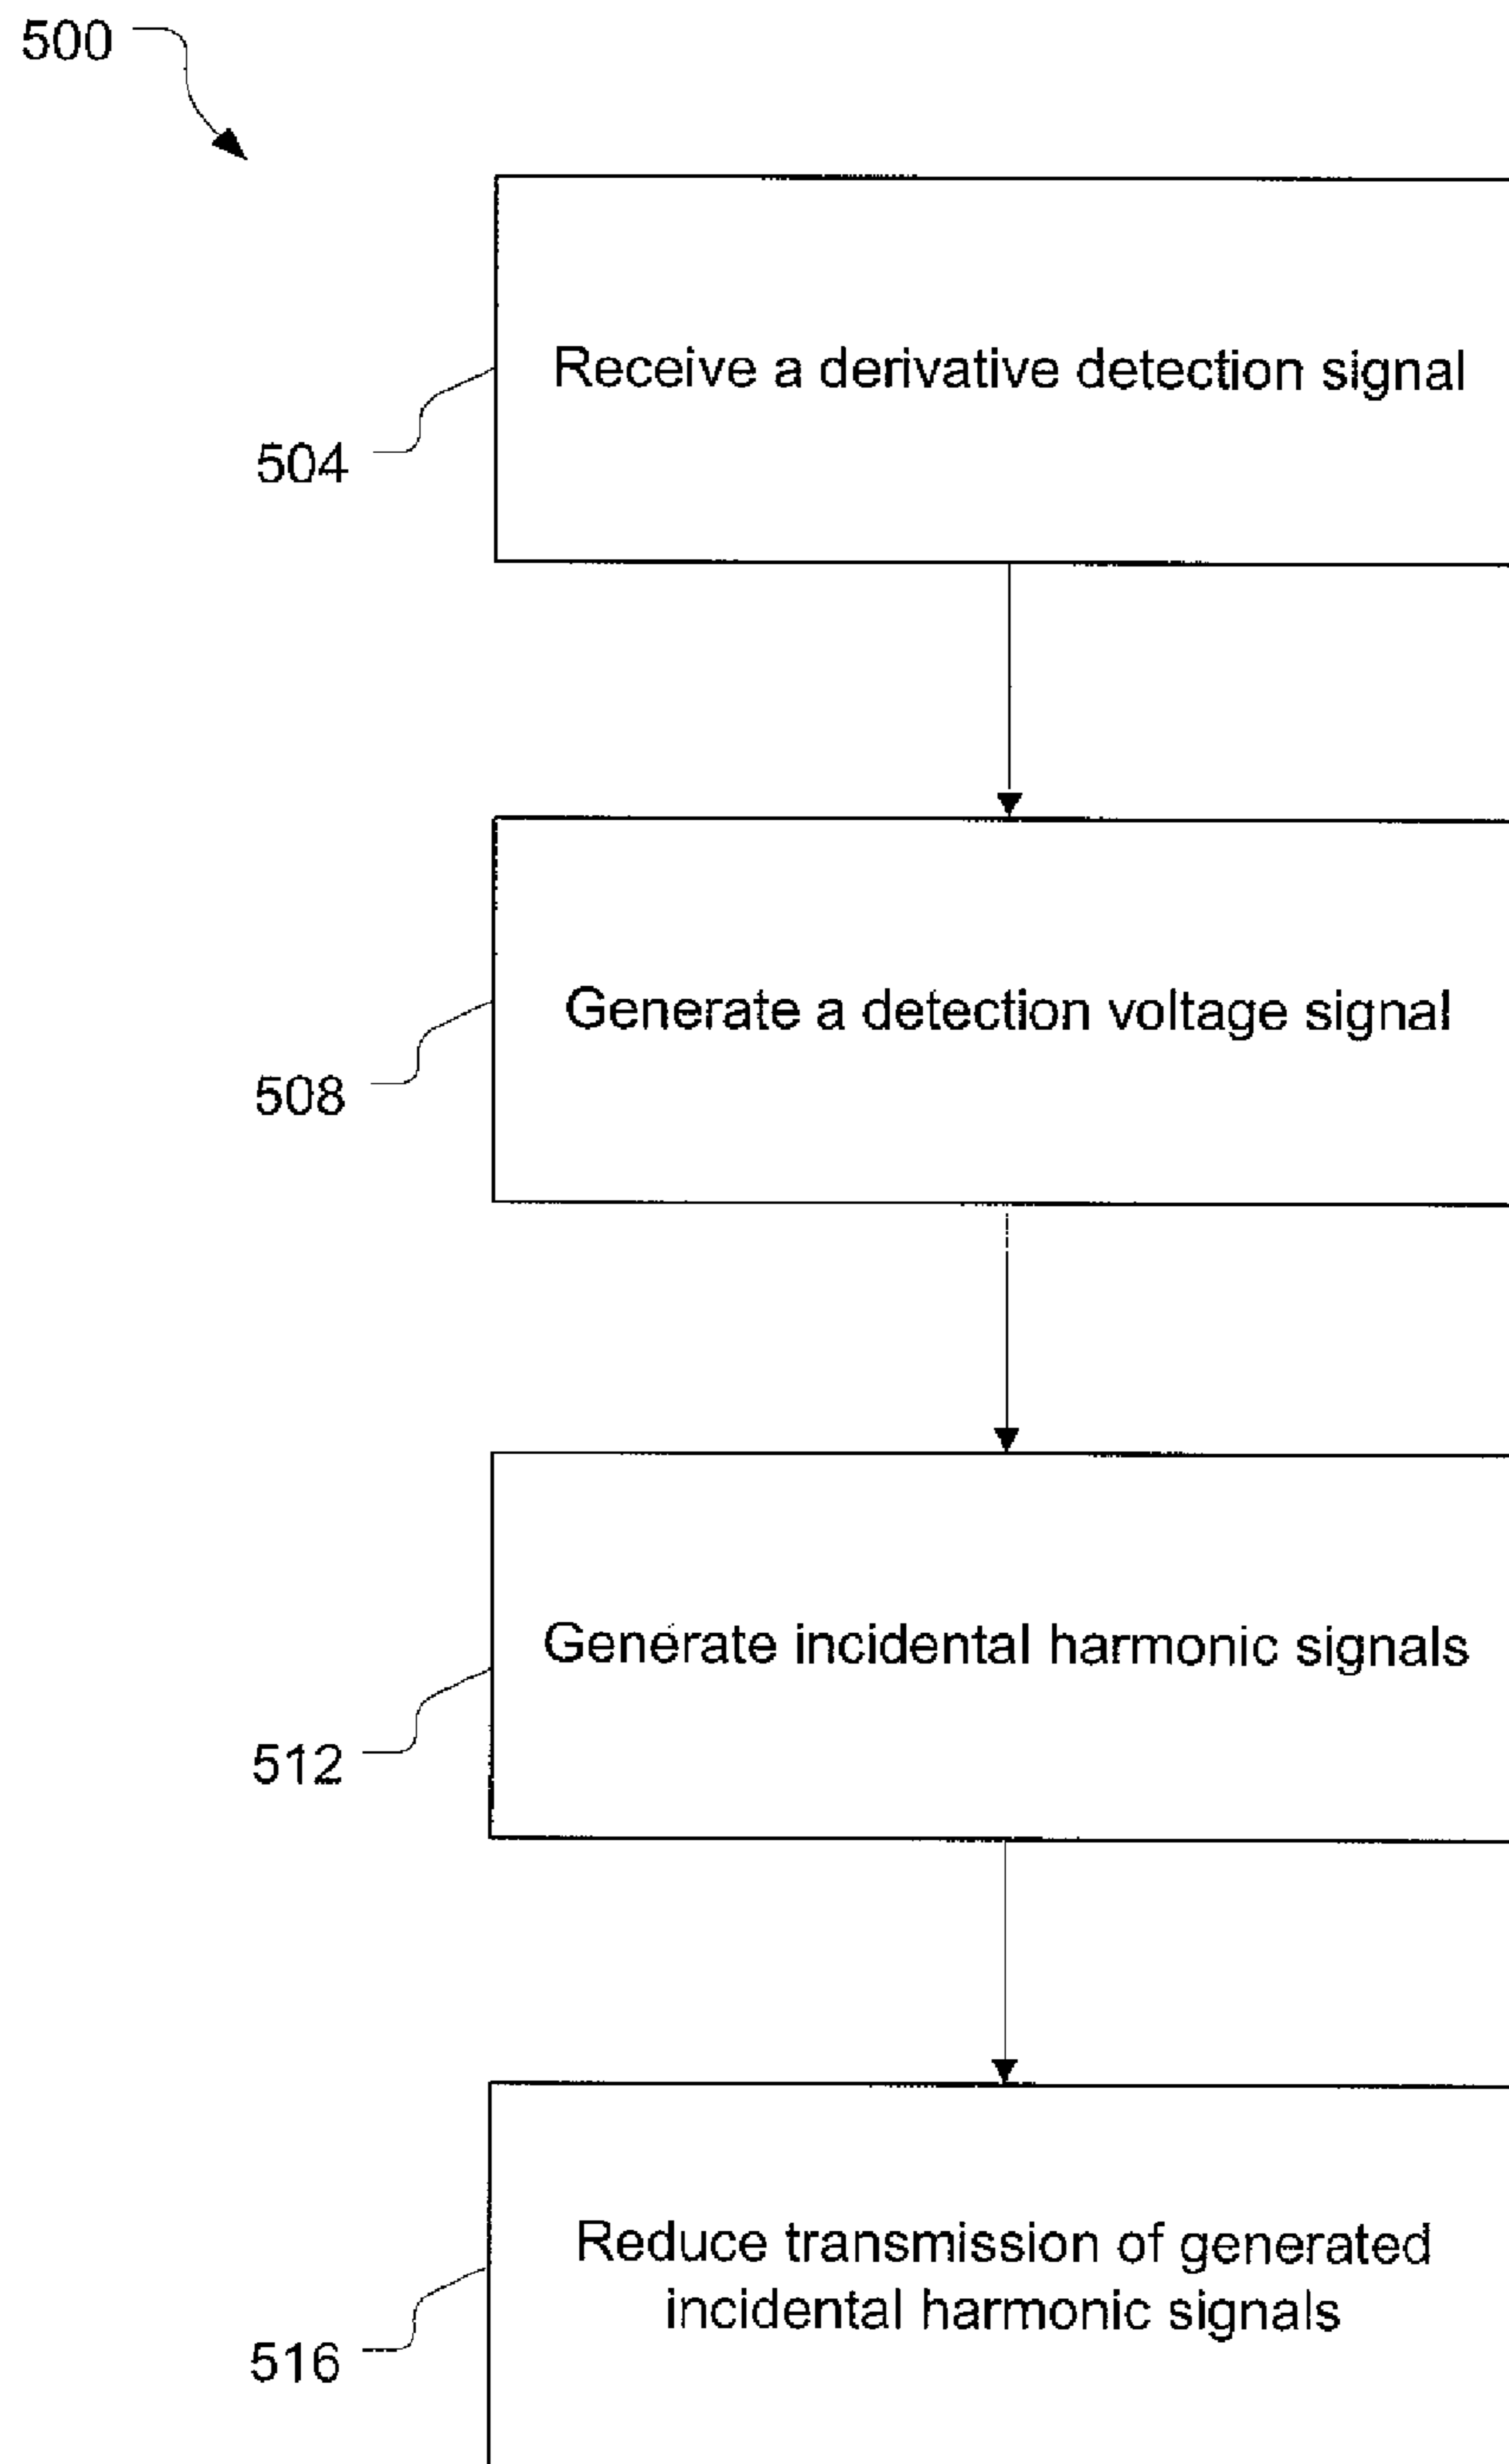 500
Receive a derivative detection signal
504
Generate a detection voltage signal
508
Generate incidental harmonic signals
512
Reduce transmission of generated
incidental harmonic signals
516